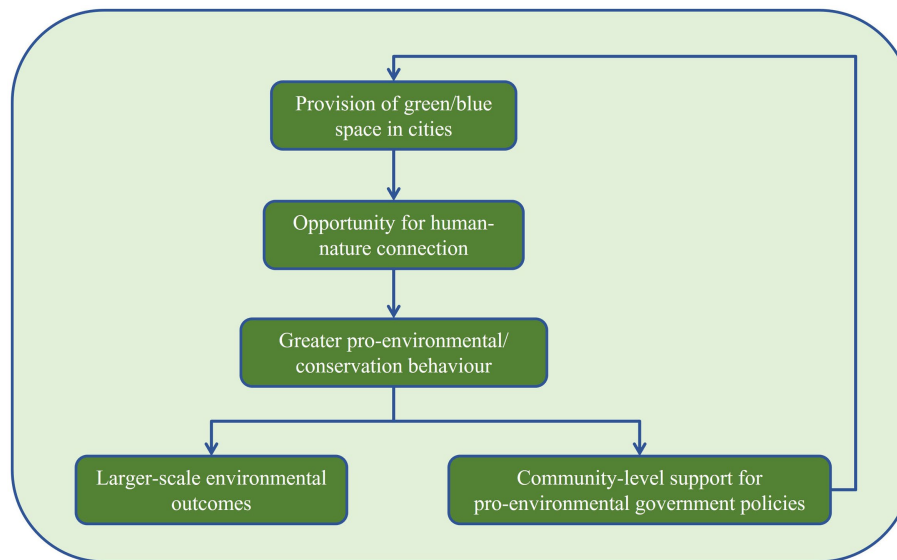 Provision of green/blue
space in cities
Opportunity for human-
nature connection
Greater pro-environmental/
conservation behaviour
Larger-scale environmental
outcomes
Community-level support for
pro-environmental government policies